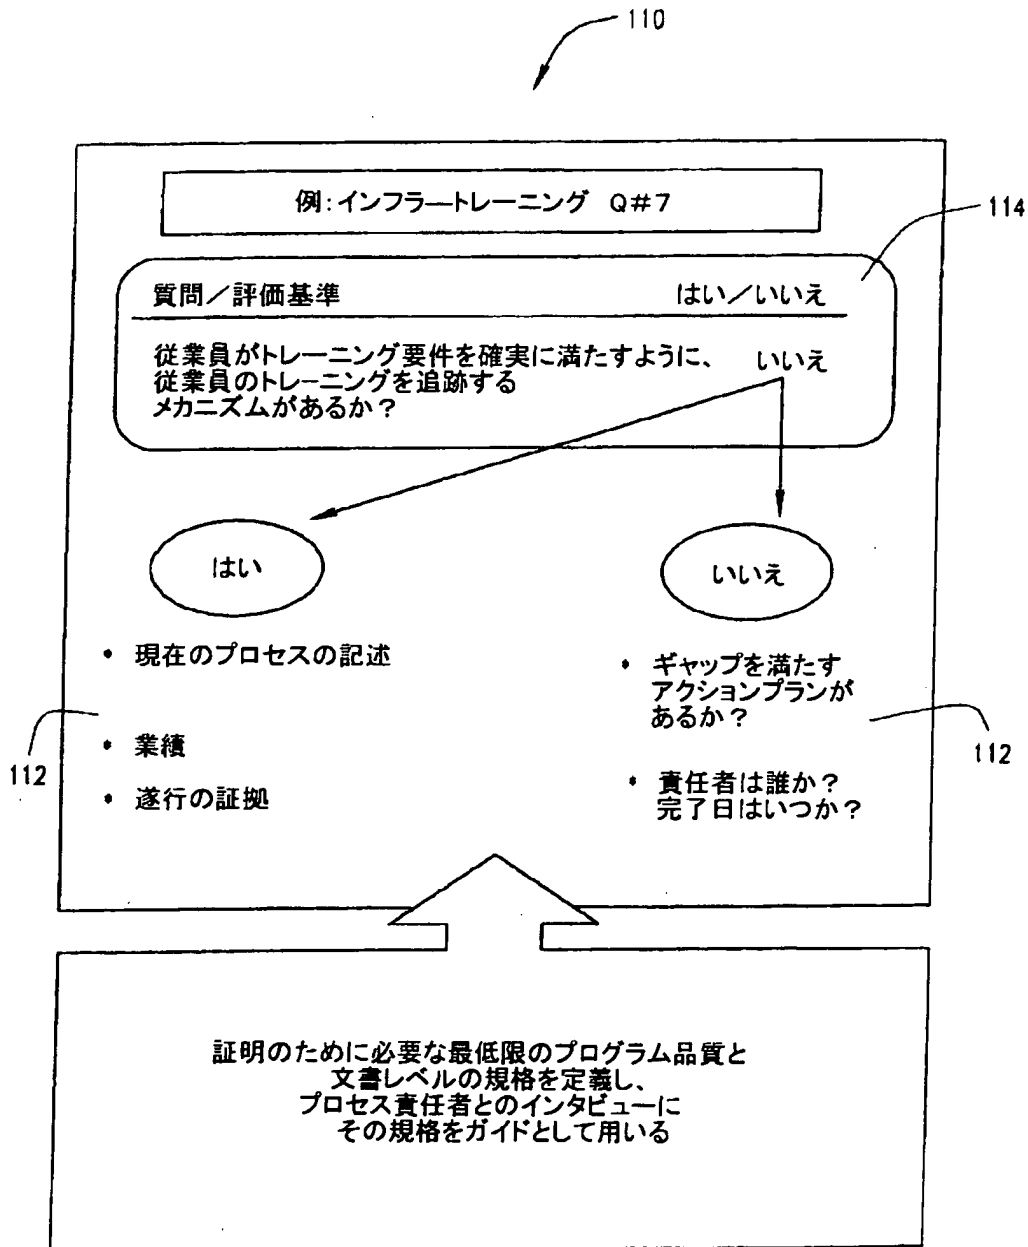 110
例:インフラ―トレーニング Q#7
114
質問／評価基準 はい／いいえ
従業員がトレーニング要件を確実に満たすように、 いいえ
従業員のトレーニングを追跡する
メカニズムがあるか？
はい
いいえ
• 現在のプロセスの記述
• 業績
• 遂行の証拠
112
• ギャップを満たす
アクションプランが
あるか？
• 責任者は誰か？
完了日はいつか？
112
証明のために必要な最低限のプログラム品質と
文書レベルの規格を定義し、
プロセス責任者とのインタビューに
その規格をガイドとして用いる